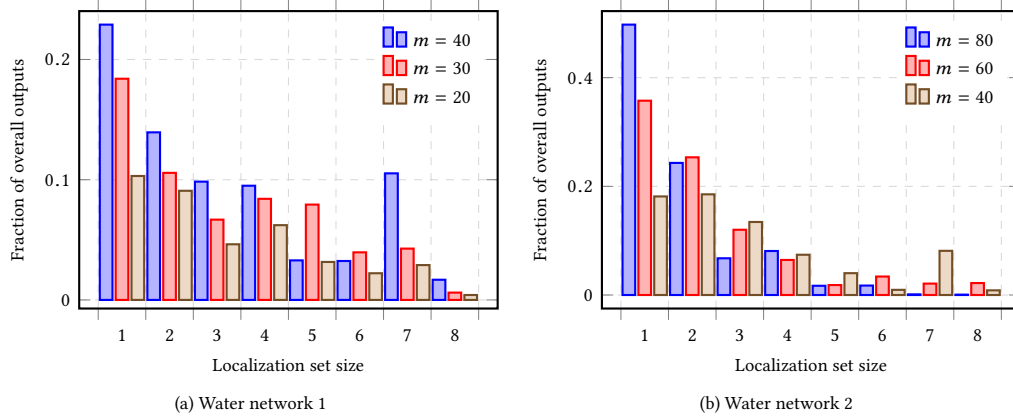 Fraction of overall outputs
0.2
0.1
0
m = 40
m = 30
m = 20
1 2 3 4 5 6 7 8
Localization set size
(a) Water network 1
Fraction of overall outputs
0.4
0.2
0
m = 80
m = 60
m = 40
1 2 3 4 5 6 7 8
Localization set size
(b) Water network 2